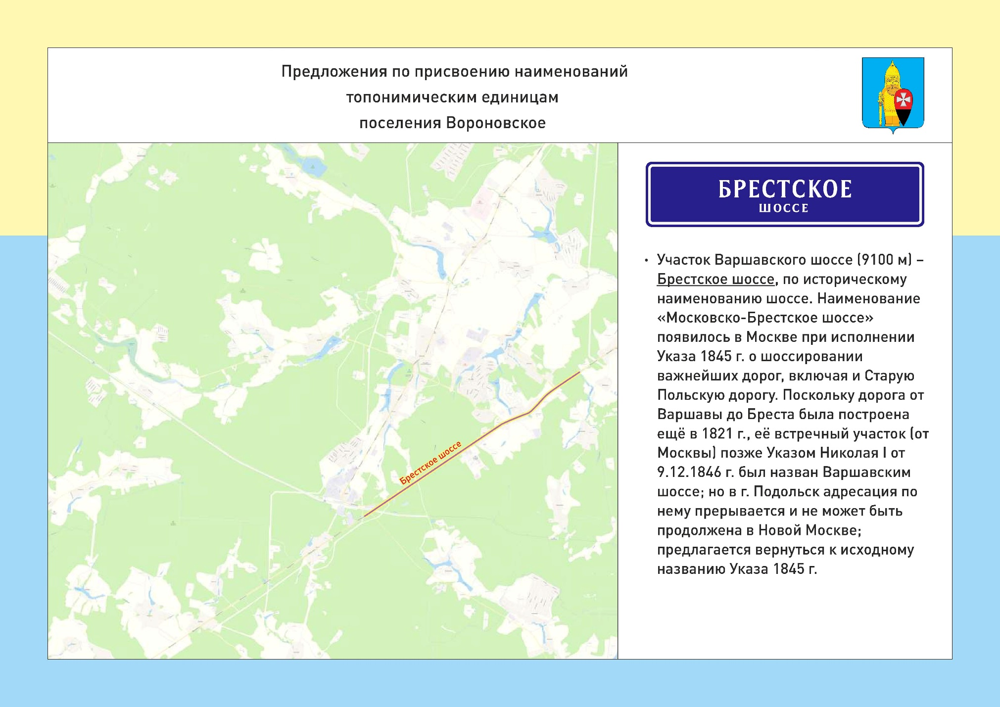 Предложения по присвоению наименований
топонимическим единицам
поселения Вороновское
БРЕСТСКОЕ
ШОССЕ
• Участок Варшавского шоссе (9100 м) –
Брестское шоссе, по историческому
наименованию шоссе. Наименование
«Московско-Брестское шоссе»
появилось в Москве при исполнении
Указа 1845 г. о шоссировании
важнейших дорог, включая и Старую
Польскую дорогу. Поскольку дорога от
Варшавы до Бреста была построена
ещё в 1821 г., её встречный участок (от
Москвы) позже Указом Николая I от
9.12.1846 г. был назван Варшавским
шоссе; но в г. Подольск адресация по
нему прерывается и не может быть
продолжена в Новой Москве;
предлагается вернуться к исходному
названию Указа 1845 г.
Брестское шоссе